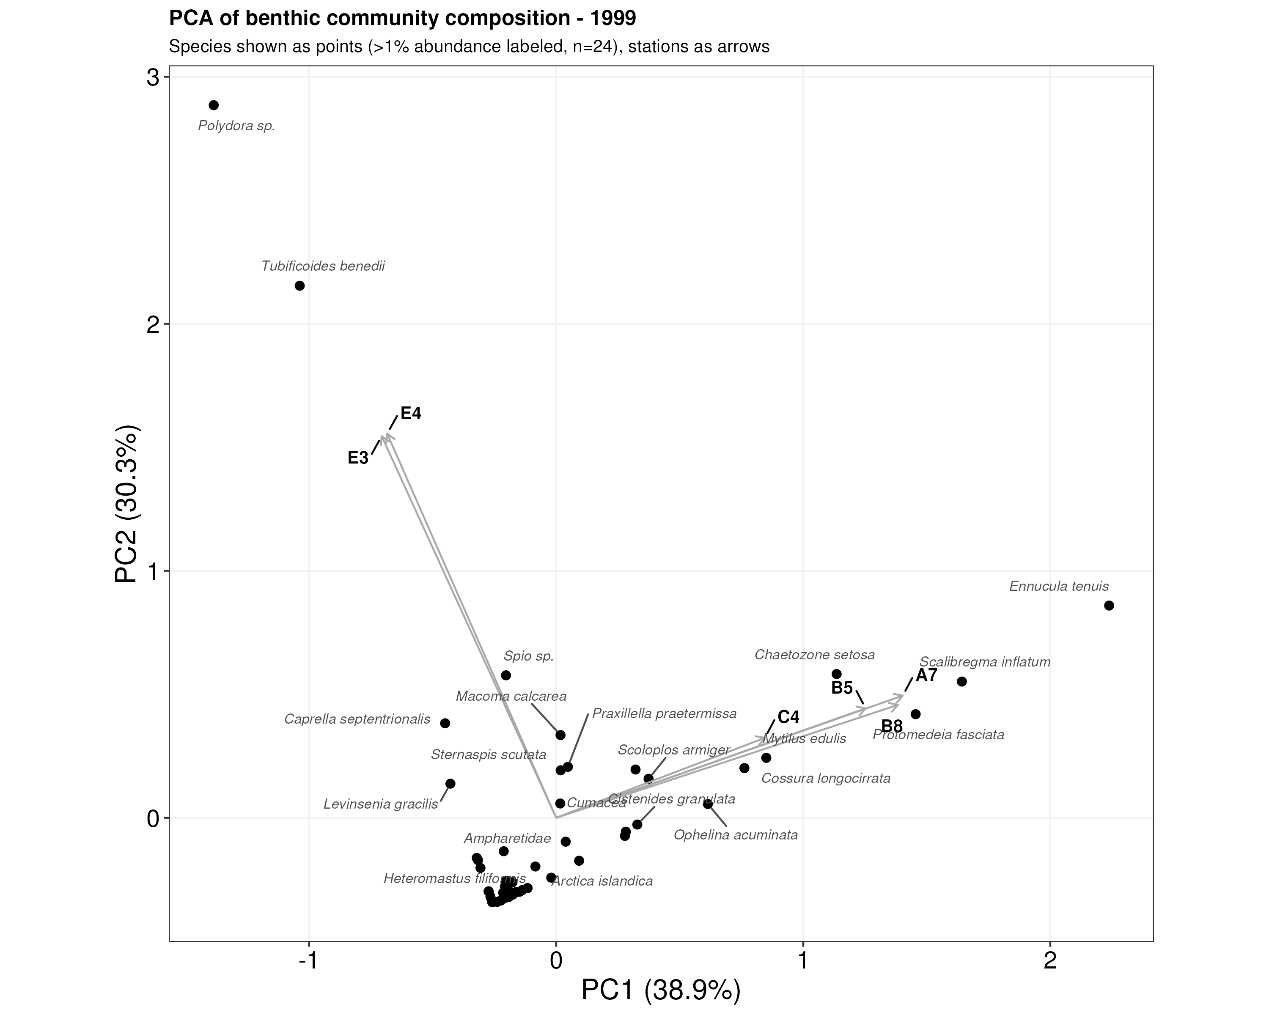 PCA of benthic community composition - 1999
Species shown as points (>1% abundance labeled, n=24), stations as arrows
3
Polydora sp.
Tubificoides benedii
2
E4
E3
PC2 (30.3%)
1
Ennucula tenuis
Spio sp.
Chaetozone setosa
Scalibregma inflatum
A7
B5
Macoma calcarea
Caprella septentrionalis
Praxillella praetermissa
C4
B8
Protomedeia fasciata
Mytilus edulis
Sternaspis scutata
Scoloplos armiger
Cossura longocirrata
Levinsenia gracilis
Cumacea
Cistenides granulata
0
Ampharetidae
Ophelina acuminata
Heteromastus filiformis
Arctica islandica
-1
0
1
2
PC1 (38.9%)